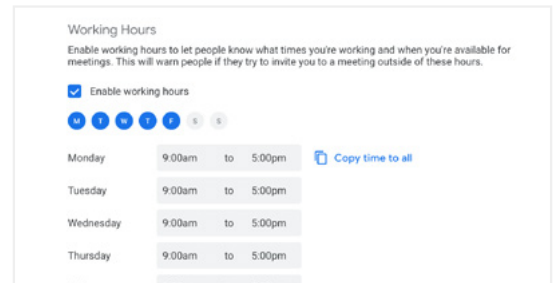 Working Hours
Enable working hours to let people know what times you're working and when you're available for
meetings. This will warn people if they try to invite you to a meeting outside of these hours.
Enable working hours
M T W T F S S
Monday 9:00am to 5:00pm Copy time to all
Tuesday 9:00am to 5:00pm
Wednesday 9:00am to 5:00pm
Thursday 9:00am to 5:00pm